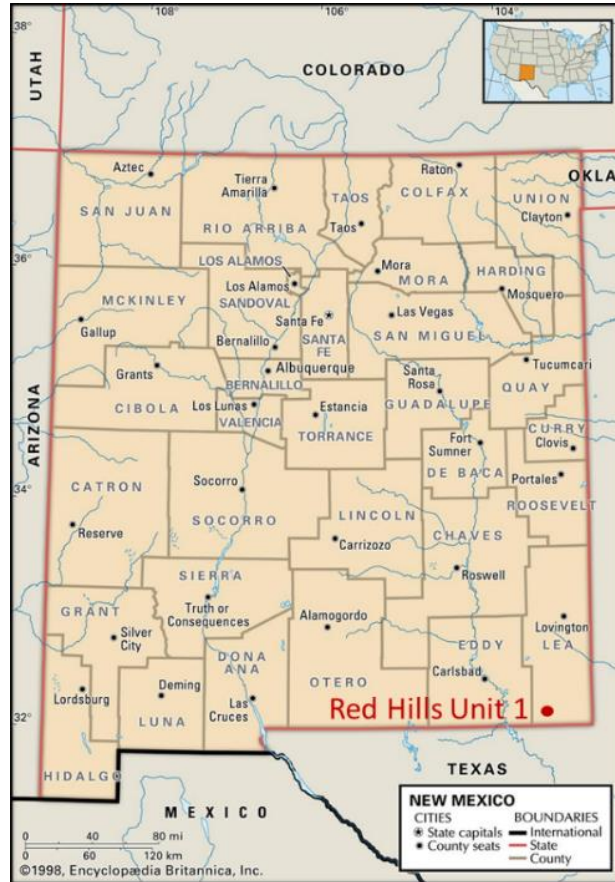 38°
108°
106°
104°
UTAH
COLORADO
OKLA
Aztec
Tierra
Amarilla
Raton
TAOS
COLFAX
UNION
SAN JUAN
RIO ARRIBA
Taos
Clayton
36°
LOS ALAMOS
Los Alamos
Mora
MORA
HARDING
Mosquero
MCKINLEY
SANDOVAL
Santa Fe
SANTA
FE
Las Vegas
SAN MIGUEL
Gallup
Bernalillo
Grants
Albuquerque
BERNALILLO
Santa
Rosa
Tucumcari
QUAY
GUADALUPE
CIBOLA
Los Lunas
VALENCIA
Estancia
TORRANCE
CURRY
Clovis
Fort
Sumner
DE BACA
ARIZONA
34°
CATRON
Socorro
SOCORRO
Portales
ROOSEVELT
LINCOLN
CHAVES
Reserve
Carrizozo
Roswell
SIERRA
Truth or
Consequences
GRANT
Silver
City
Alamogordo
Lovington
LEA
EDDY
DONA
ANA
OTERO
Carlsbad
Lordsburg
Deming
LUNA
Las
Cruces
Red Hills Unit 1
32°
HIDALGO
TEXAS
MEXICO
NEW MEXICO
CITIES
State capitals
County seats
BOUNDARIES
International
State
County
0 40 80 mi
0 60 120 km
©1998, Encyclopædia Britannica, Inc.